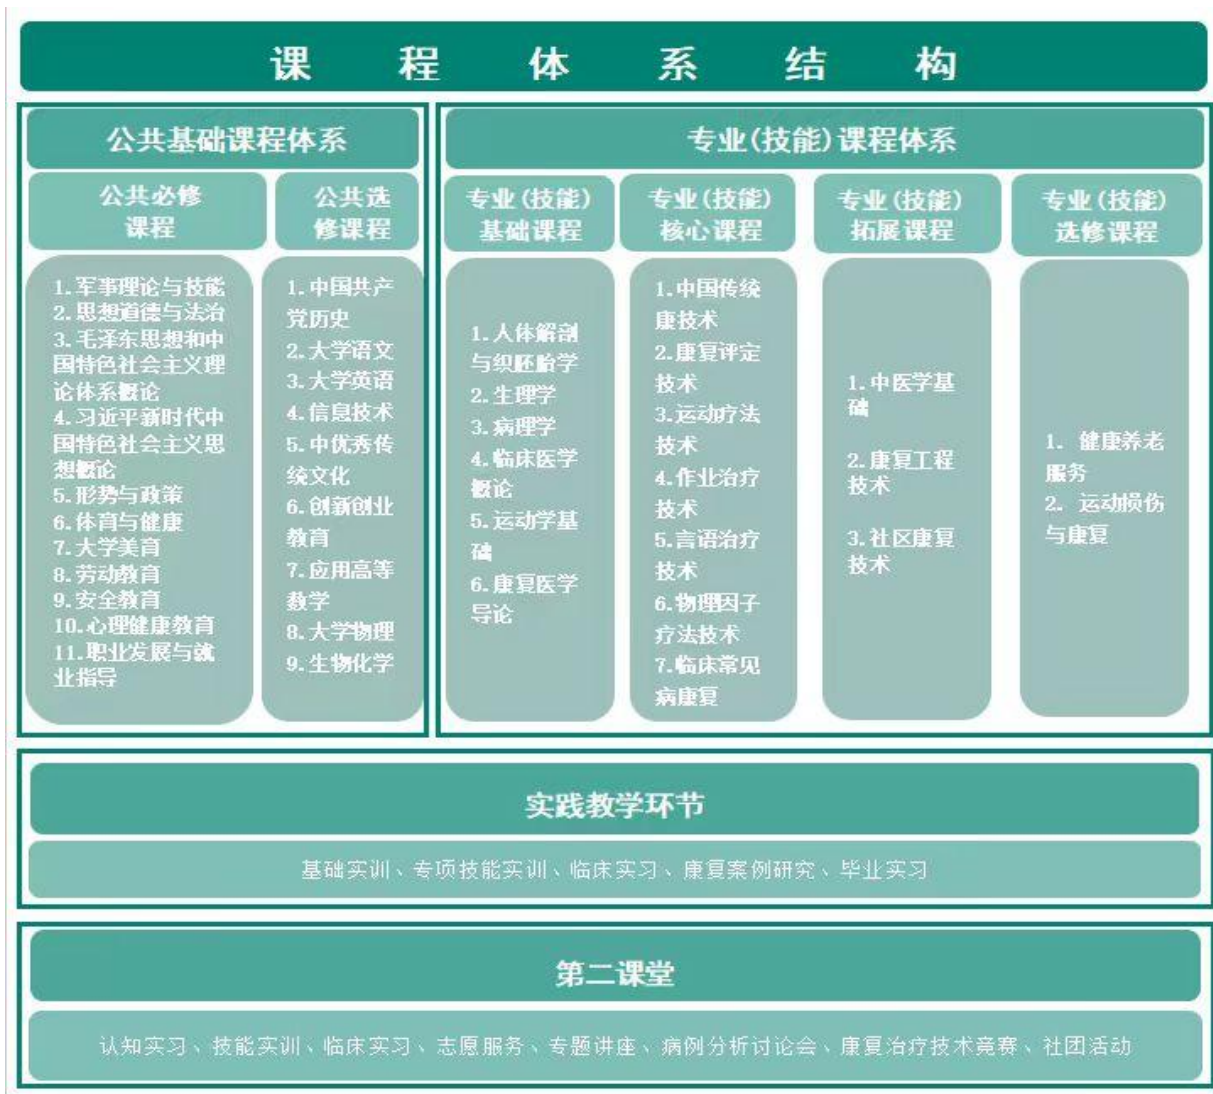 课程体系结构
公共基础课程体系
公共必修
课程
1.军事理论与技能
2.思想道德与法治
3.毛泽东思想和中
国特色社会主义理
论体系概论
4.习近平新时代中
国特色社会主义思
想概论
5.形势与政策
6.体育与健康
7.大学美育
8.劳动教育
9.安全教育
10.心理健康教育
11.职业发展与就
业指导
公共选
修课程
1.中国共产
党历史
2.大学语文
3.大学英语
4.信息技术
5.中优秀传
统文化
6.创新创业
教育
7.应用高等
数学
8.大学物理
9.生物化学
专业(技能)课程体系
专业(技能)
基础课程
1.人体解剖
与组织胚胎学
2.生理学
3.病理学
4.临床医学
概论
5.运动学基
础
6.康复医学
导论
专业(技能)
核心课程
1.中国传统
康技术
2.康复评定
技术
3.运动疗法
技术
4.作业治疗
技术
5.言语治疗
技术
6.物理因子
疗法技术
7.临床常见
病康复
专业(技能)
拓展课程
1.中医学基
础
2.康复工程
技术
3.社区康复
技术
专业(技能)
选修课程
1. 健康养老
服务
2. 运动损伤
与康复
实践教学环节
基础实训、专项技能实训、临床实习、康复案例研究、毕业实习
第二课堂
认知实习、技能实训、临床实习、志愿服务、专题讲座、病例分析讨论会、康复治疗技术竞赛、社团活动